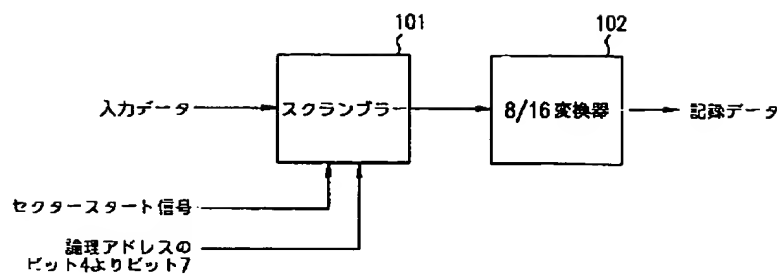 101
102
入力データ
スクランブラー
8/16変換器
記録データ
セクタースタート信号
論理アドレスの
ビット4よりビット7